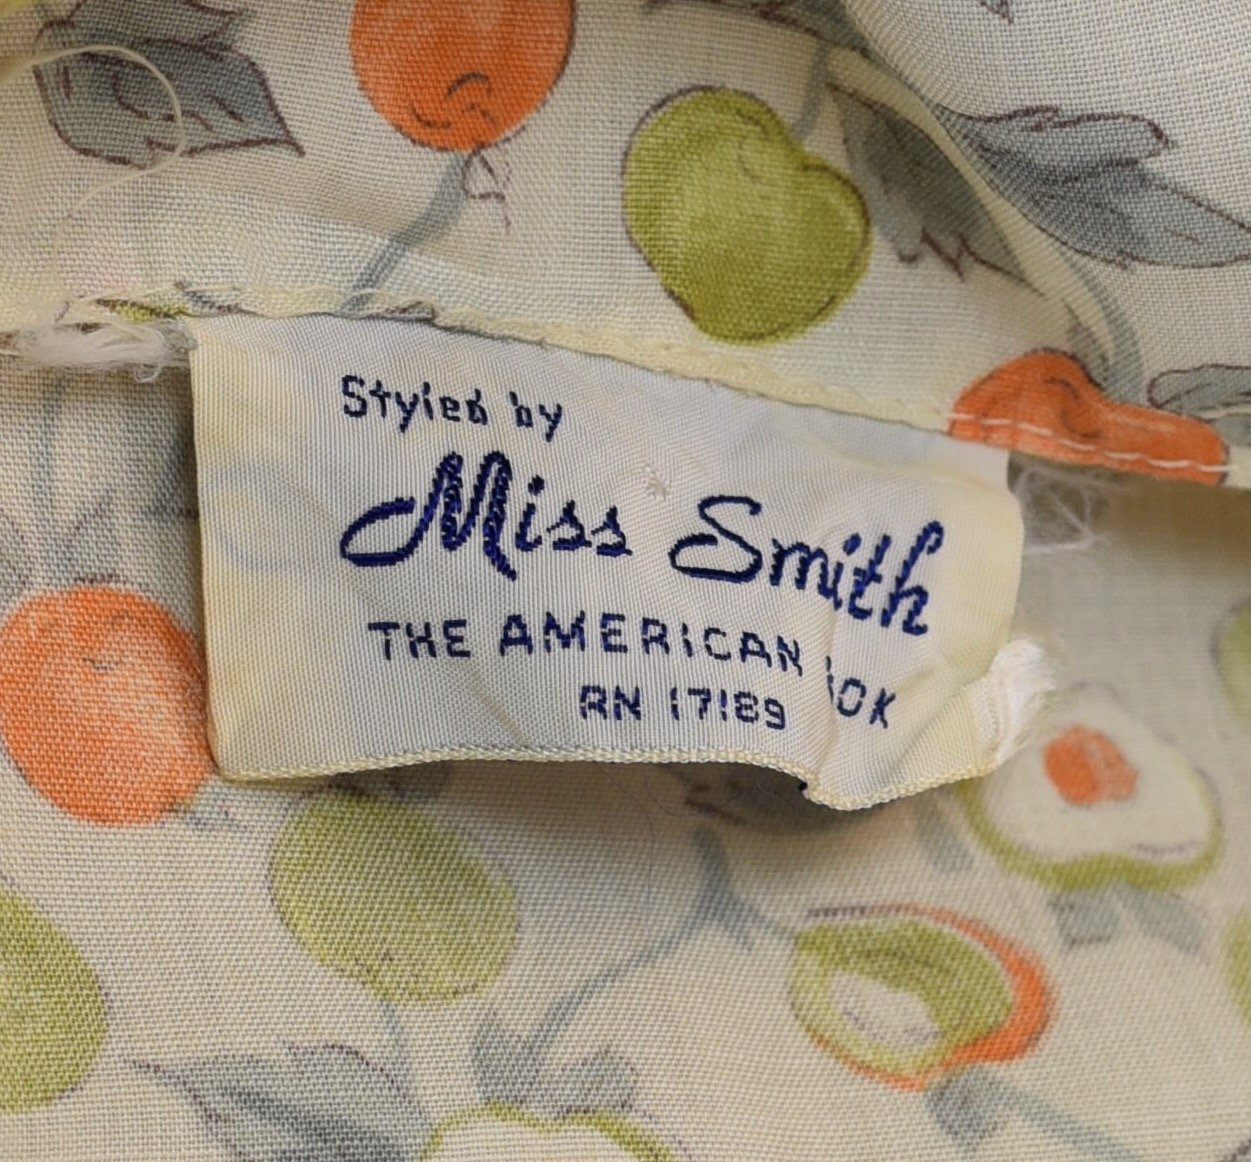 Styled by
Miss Smith
THE AMERICAN
RN 17189